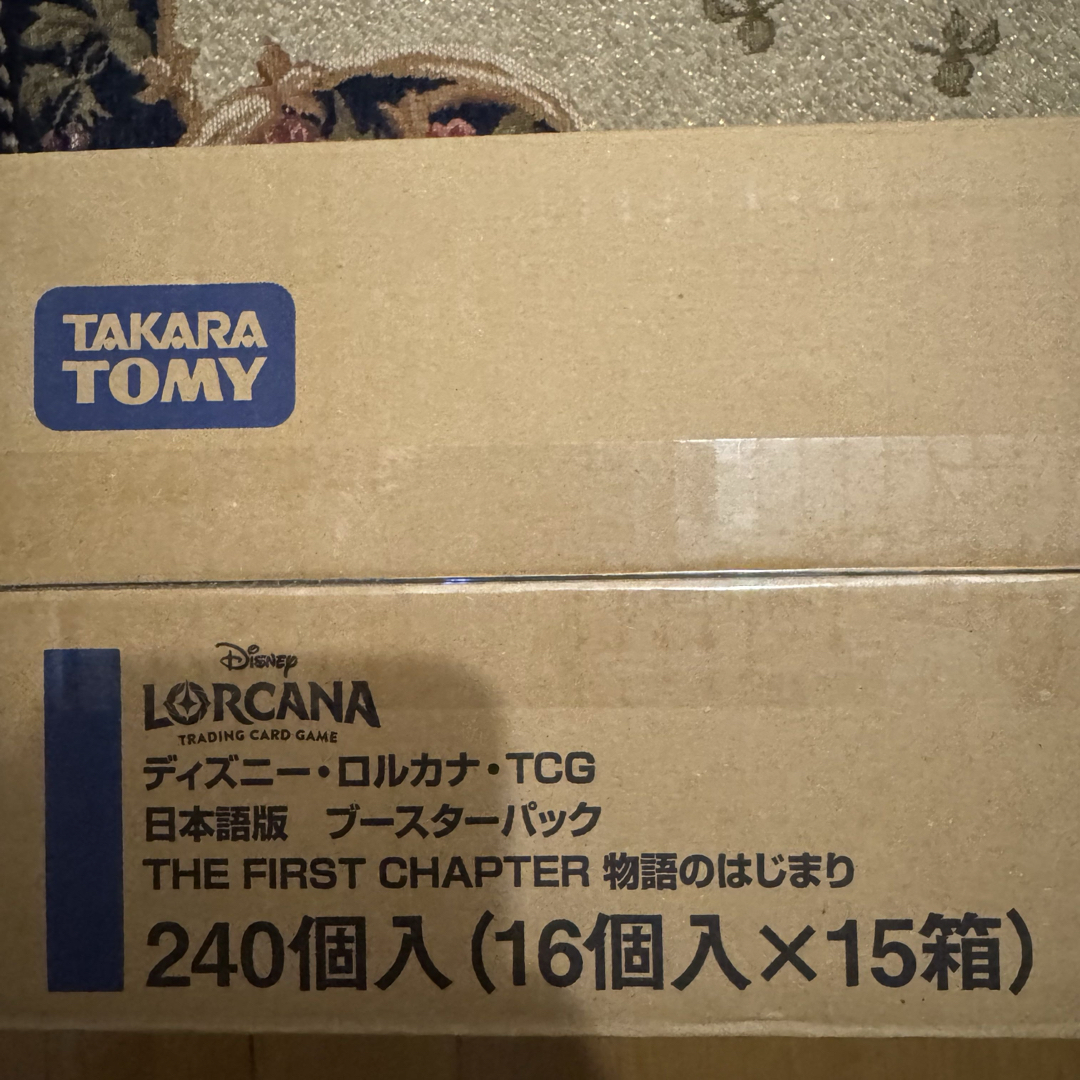 TAKARA
TOMY
Disney
LORCANA
TRADING CARD GAME
ディズニー・ロルカナ・TCG
日本語版　ブースターパック
THE FIRST CHAPTER 物語のはじまり
240個入（16個入×15箱）